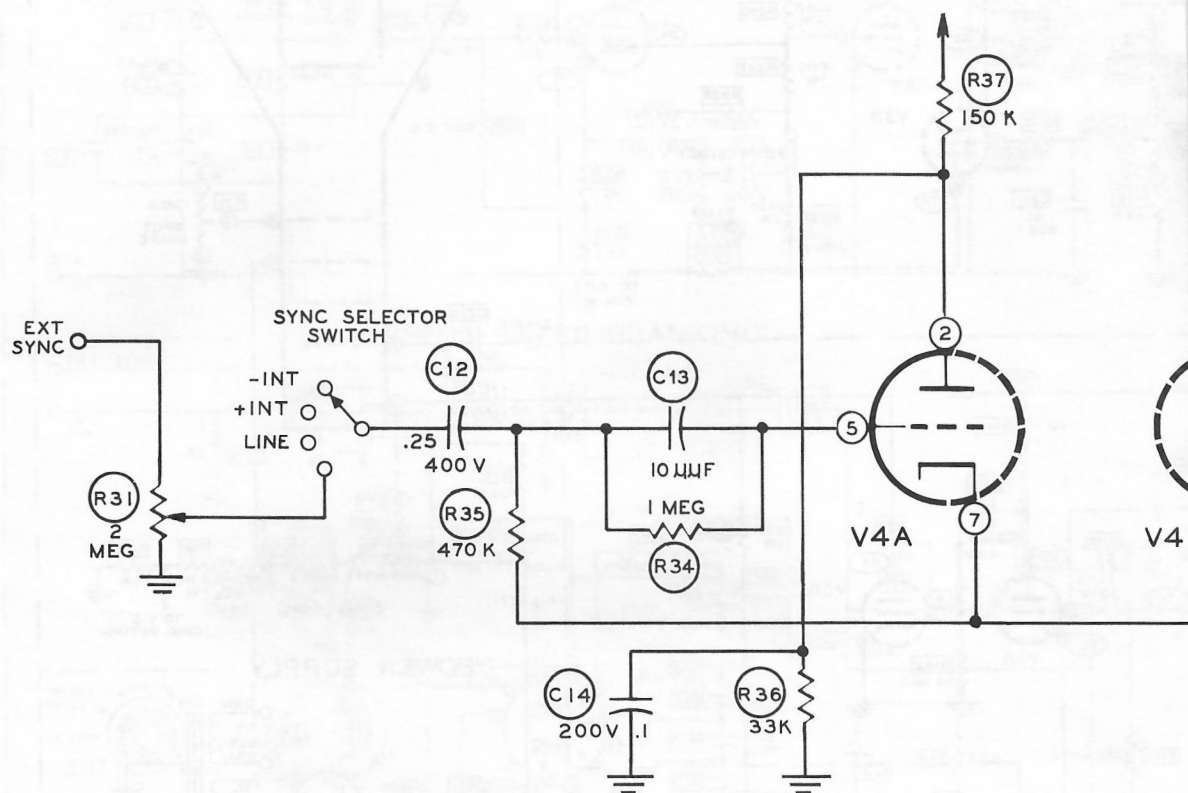 R37
150 K
EXT
SYNC
SYNC SELECTOR
SWITCH
-INT
+INT
LINE
C12
.25
400 V
C13
10 µµF
1 MEG
R34
R31
2
MEG
R35
470 K
2
5
7
V4A
V4
C14
200V .1
R36
33K